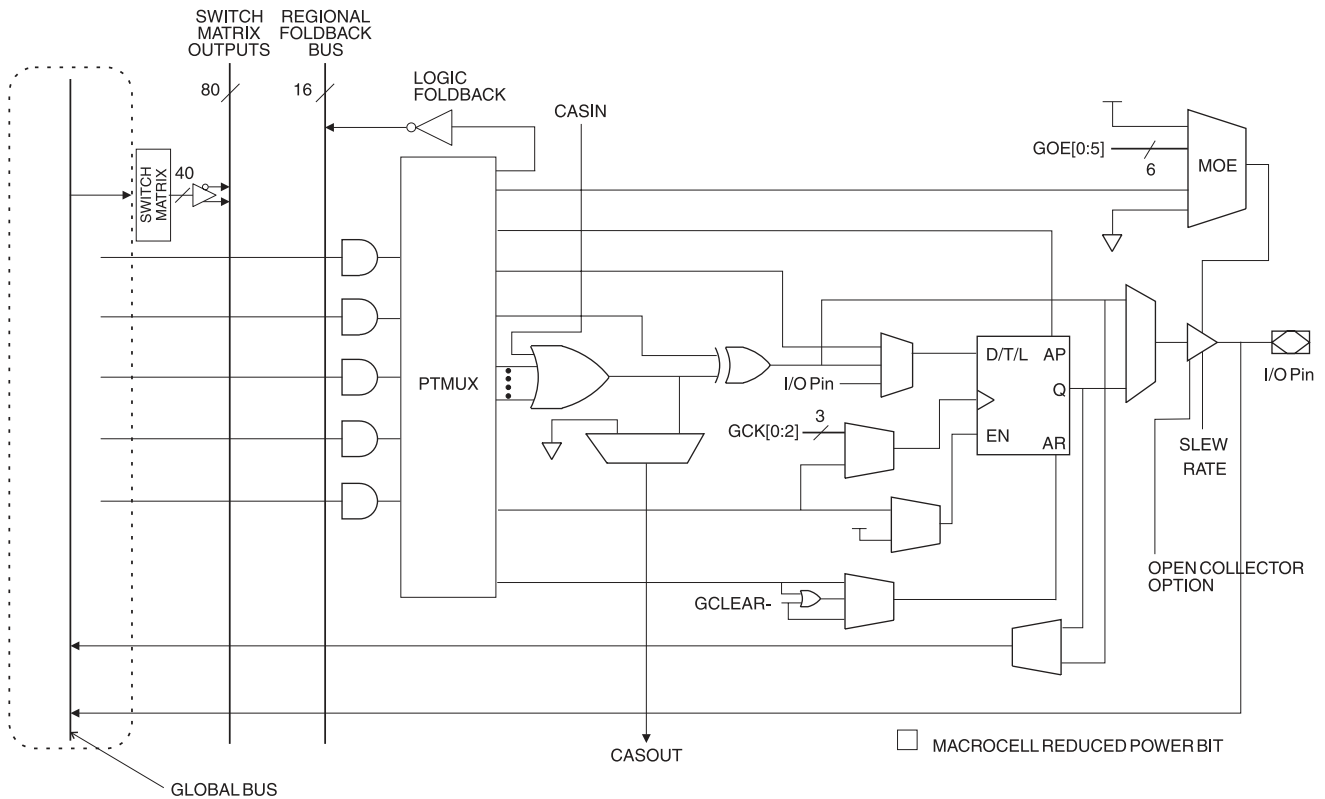 SWITCH
MATRIX
OUTPUTS
REGIONAL
FOLDBACK
BUS
80
16
LOGIC
FOLDBACK
CASIN
GOE[0:5]
6
MOE
SWITCH
MATRIX
40
PTMUX
I/O Pin
D/T/L AP
Q
EN
AR
GCK[0:2]
3
I/O Pin
SLEW
RATE
OPEN COLLECTOR
OPTION
GCLEAR-
CASOUT
MACROCELL REDUCED POWER BIT
GLOBAL BUS